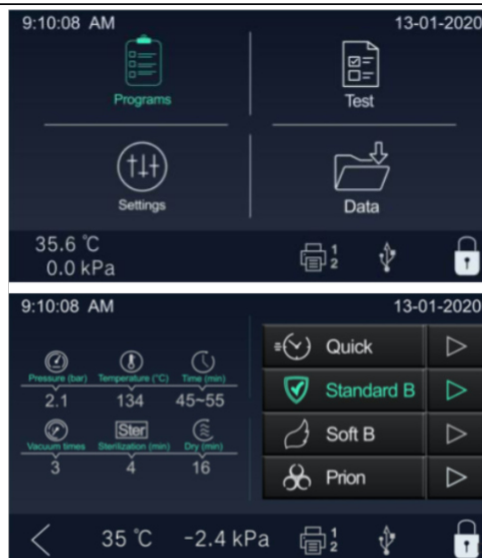 9:10:08 AM 13-01-2020
Programs Test
Settings Data
35.6 ℃
0.0 kPa
1
2
9:10:08 AM 13-01-2020
Pressure (bar) Temperature (°C) Time (min)
2.1 134 45~55
Ster
Vacuum times Sterilization (min) Dry (min)
3 4 16
Quick
Standard B
Soft B
Prion
35 ℃ -2.4 kPa
1
2